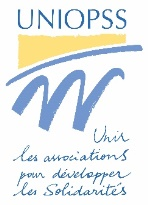 UNIOPSS
Unir
les associations
pour développer
les Solidarités